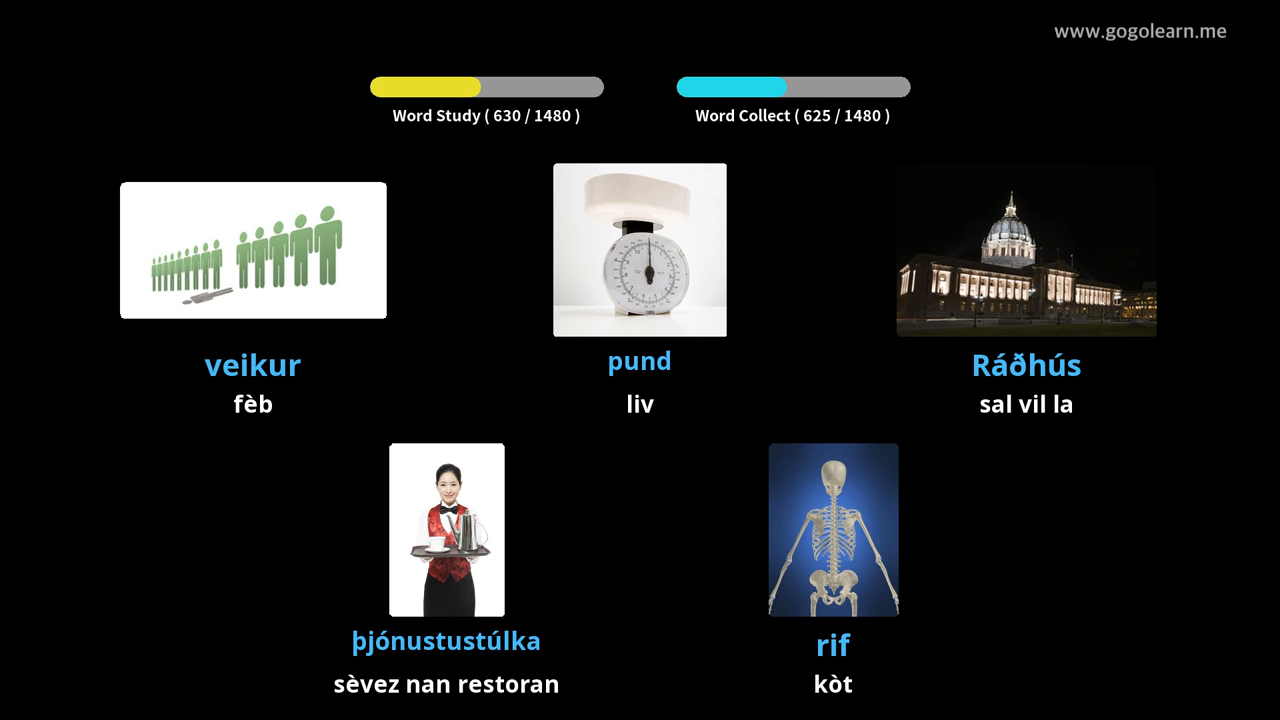 www.gogolearn.me
Word Study ( 630 / 1480 )
Word Collect ( 625 / 1480 )
veikur
fèb
pund
liv
Ráðhús
sal vil la
þjónustustúlka
sèvez nan restoran
rif
kòt